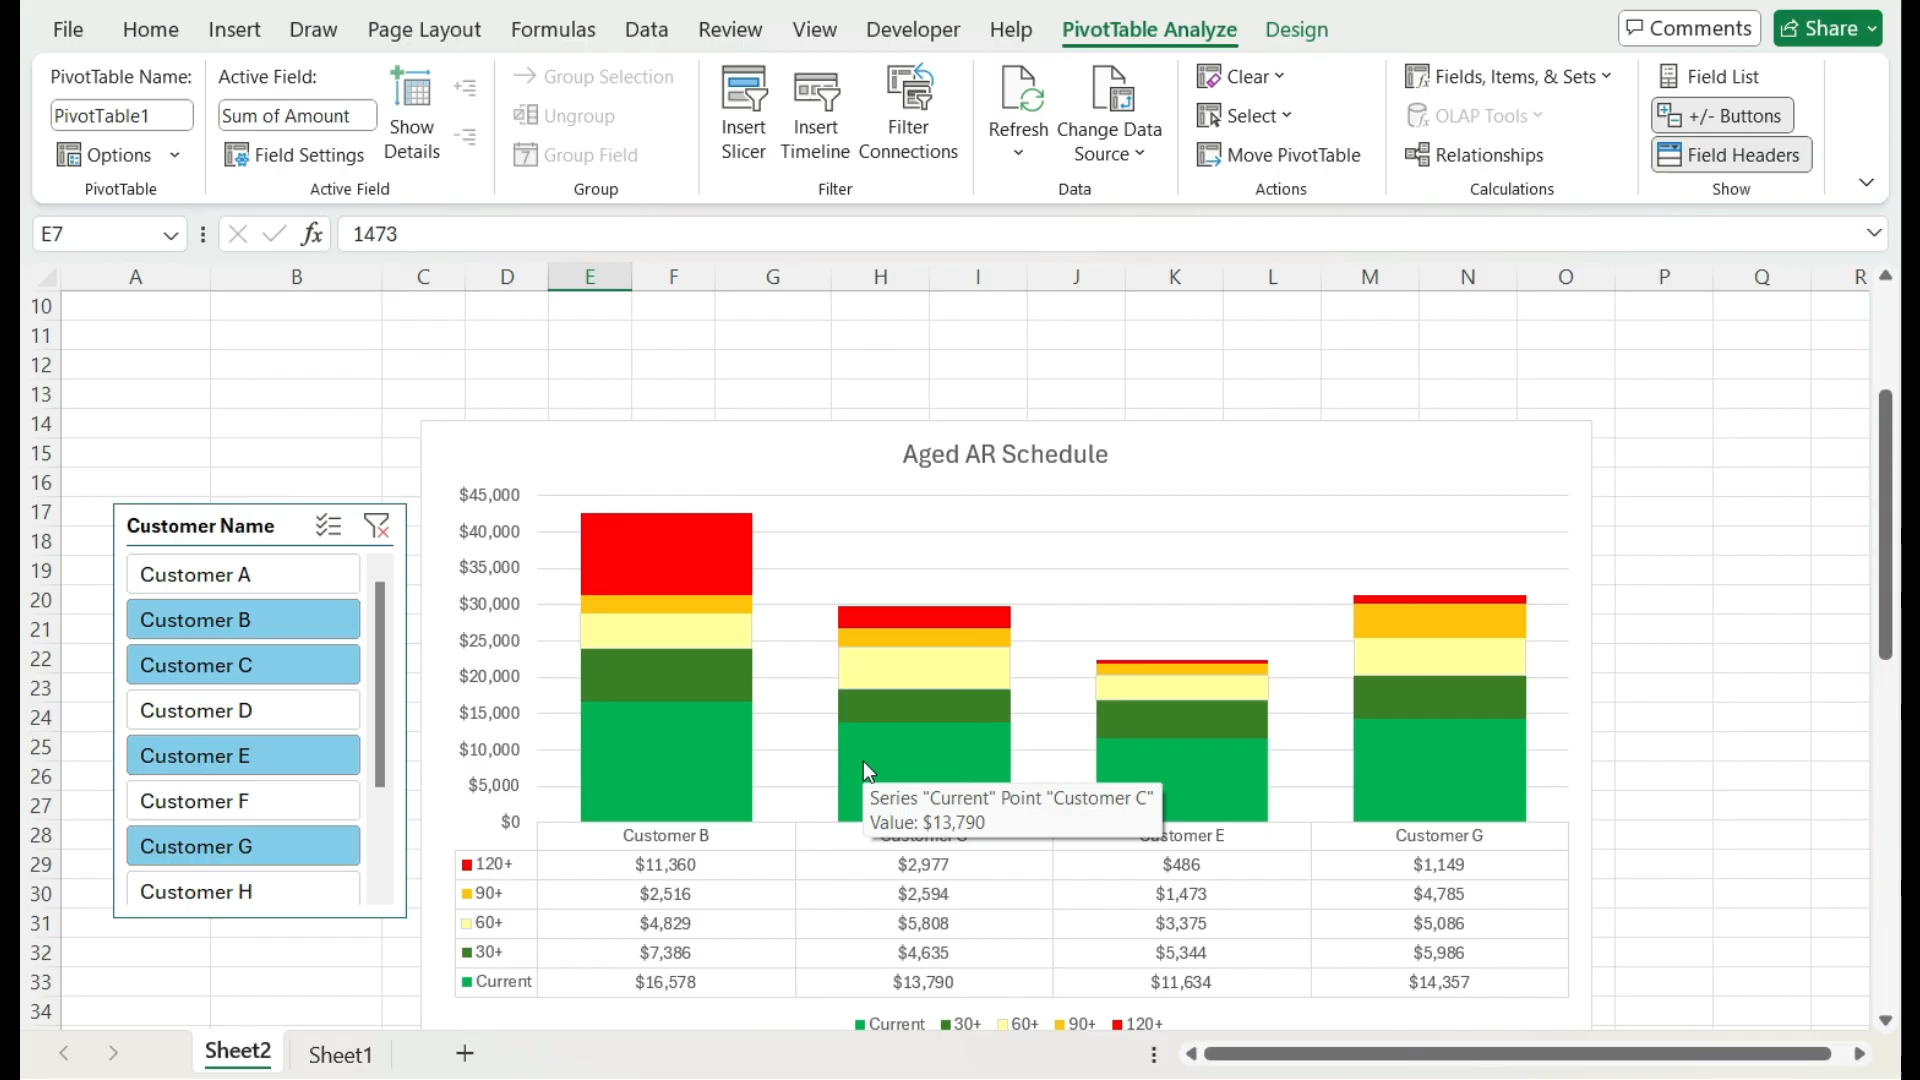 File Home Insert Draw Page Layout Formulas Data Review View Developer Help PivotTable Analyze Design Comments Share
PivotTable Name:
PivotTable1
Options
PivotTable
Active Field:
Sum of Amount
Field Settings
Show
Details
Active Field
Group Selection
Ungroup
Group Field
Group
Insert
Slicer
Insert
Timeline
Filter
Connections
Filter
Refresh
Change Data
Source
Data
Clear
Select
Move PivotTable
Actions
Fields, Items, & Sets
OLAP Tools
Relationships
Calculations
Field List
+/- Buttons
Field Headers
Show
E7 fx 1473
A B C D E F G H I J K L M N O P Q R
10
11
12
13
14
15
16
17
18
19
20
21
22
23
24
25
26
27
28
29
30
31
32
33
34
Customer Name
Customer A
Customer B
Customer C
Customer D
Customer E
Customer F
Customer G
Customer H
Aged AR Schedule
$45,000
$40,000
$35,000
$30,000
$25,000
$20,000
$15,000
$10,000
$5,000
$0
Series "Current" Point "Customer C"
Value: $13,790
Customer B Customer E Customer G
120+ $11,360 $2,977 $486 $1,149
90+ $2,516 $2,594 $1,473 $4,785
60+ $4,829 $5,808 $3,375 $5,086
30+ $7,386 $4,635 $5,344 $5,986
Current $16,578 $13,790 $11,634 $14,357
Current 30+ 60+ 90+ 120+
Sheet2 Sheet1